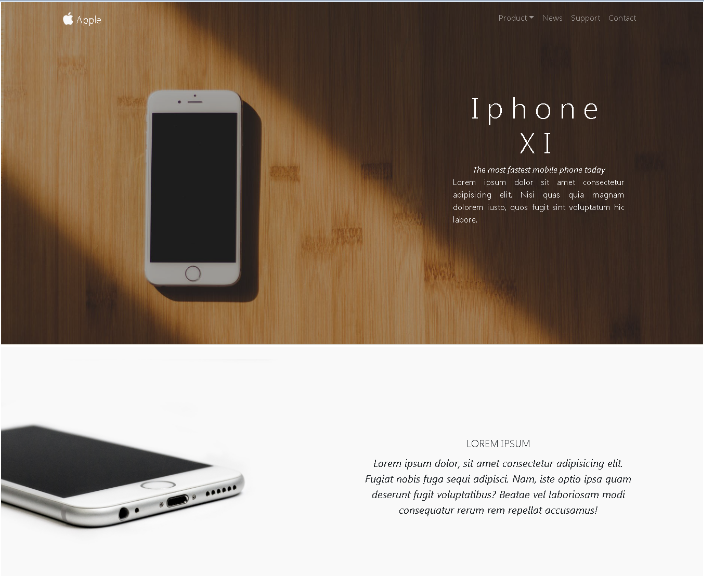 Apple
Product News Support Contact
Iphone
XI
The most fastest mobile phone today
Lorem ipsum dolor sit amet consectetur
adipisicing elit. Nisi quas quia magnam
dolorem iusto, quos fugit sint voluptatum hic
labore.
LOREM IPSUM
Lorem ipsum dolor, sit amet consectetur adipisicing elit.
Fugiat nobis fuga sequi adipisci. Nam, iste optio ipsa quam
deserunt fugit voluptatibus? Beatae vel laboriosam modi
consequatur rerum rem repellat accusamus!